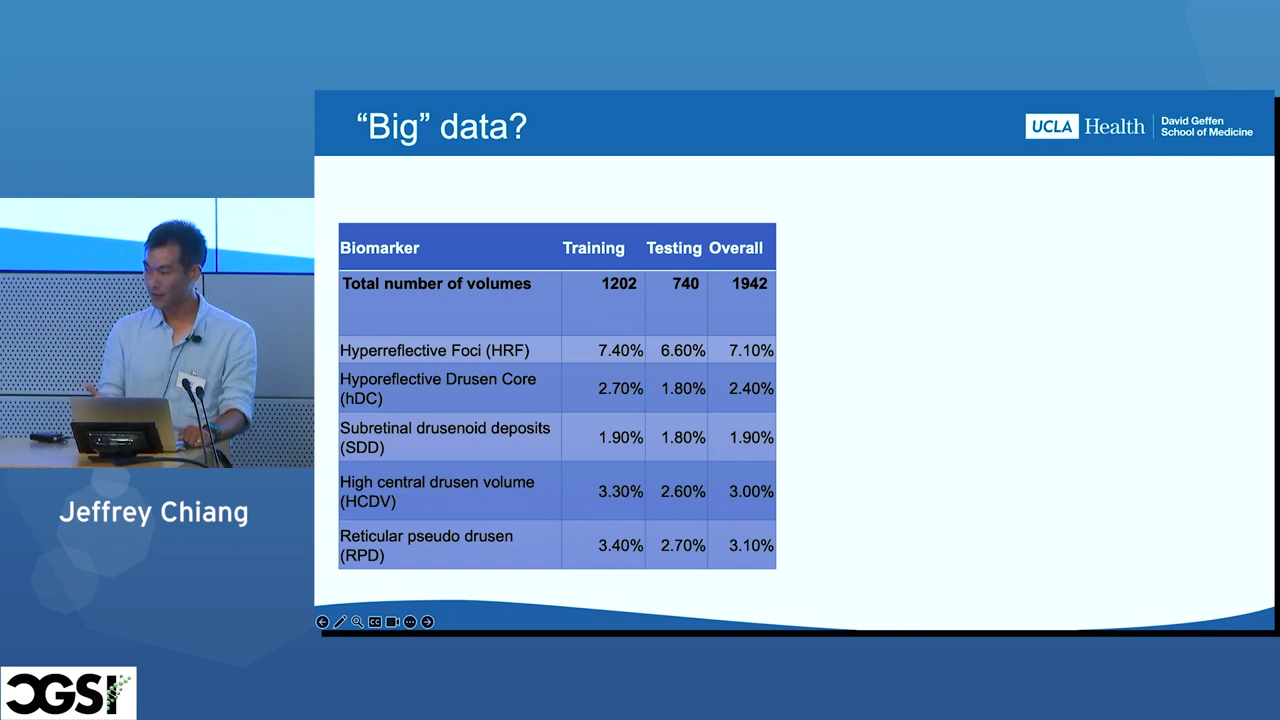 “Big” data?
UCLA Health
David Geffen
School of Medicine
Biomarker Training Testing Overall
Total number of volumes 1202 740 1942
Hyperreflective Foci (HRF) 7.40% 6.60% 7.10%
Hyporeflective Drusen Core
(hDC) 2.70% 1.80% 2.40%
Subretinal drusenoid deposits
(SDD) 1.90% 1.80% 1.90%
High central drusen volume
(HCDV) 3.30% 2.60% 3.00%
Reticular pseudo drusen
(RPD) 3.40% 2.70% 3.10%
CC
Jeffrey Chiang
CGSI